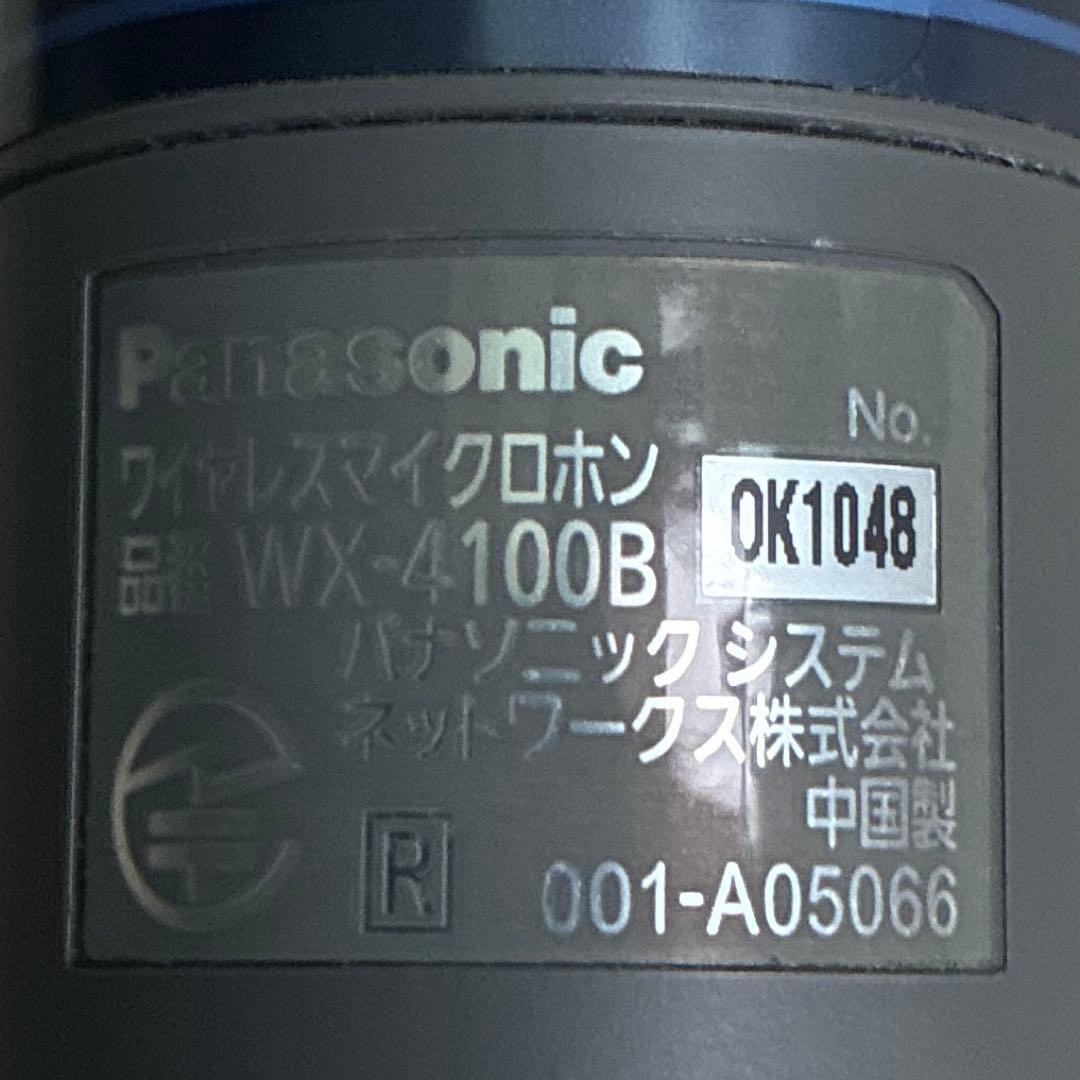 Panasonic
No.
ワイヤレスマイクロホン
OK1048
品番 WX-4100B
パナソニック システム
ネットワークス株式会社
中国製
R 001-A05066